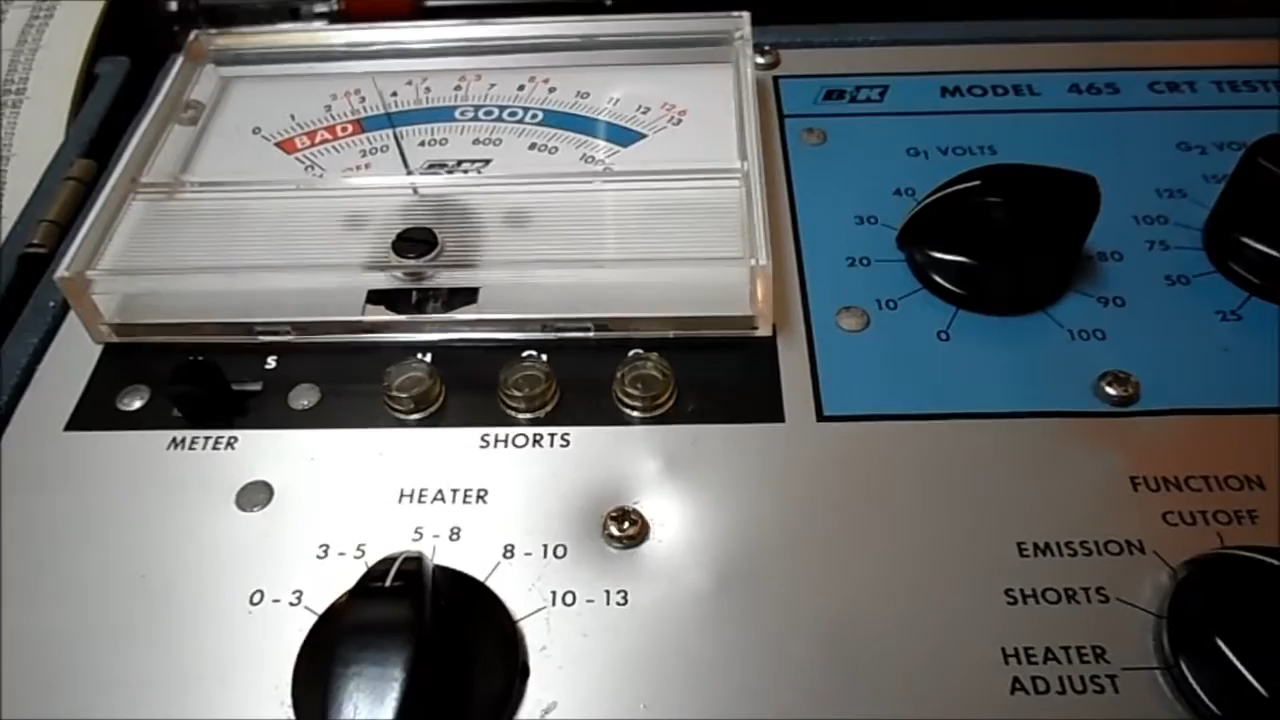 0 1 2 3 4 5 6 7 8 9 10 11 12 13
2.68 4.7 6.3 8.4 12.6
BAD GOOD
200 400 600 800
B&K
B&K MODEL 465 CRT
G1 VOLTS
0 10 20 30 40 80 90 100
G2
25 50 75 100 125
S H
METER
SHORTS
HEATER
0-3 3-5 5-8 8-10 10-13
FUNCTION
CUTOFF
EMISSION
SHORTS
HEATER
ADJUST